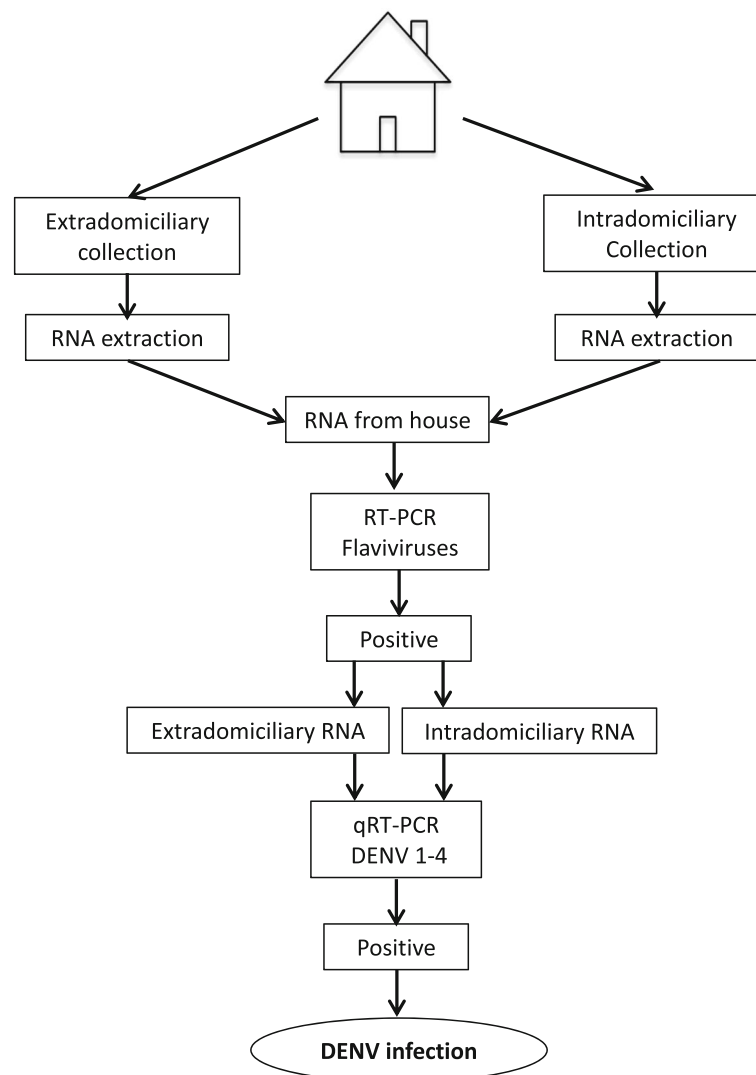 Extradomiciliary
collection
Intradomiciliary
Collection
RNA extraction
RNA extraction
RNA from house
RT-PCR
Flaviviruses
Positive
Extradomiciliary RNA
Intradomiciliary RNA
qRT-PCR
DENV 1-4
Positive
DENV infection